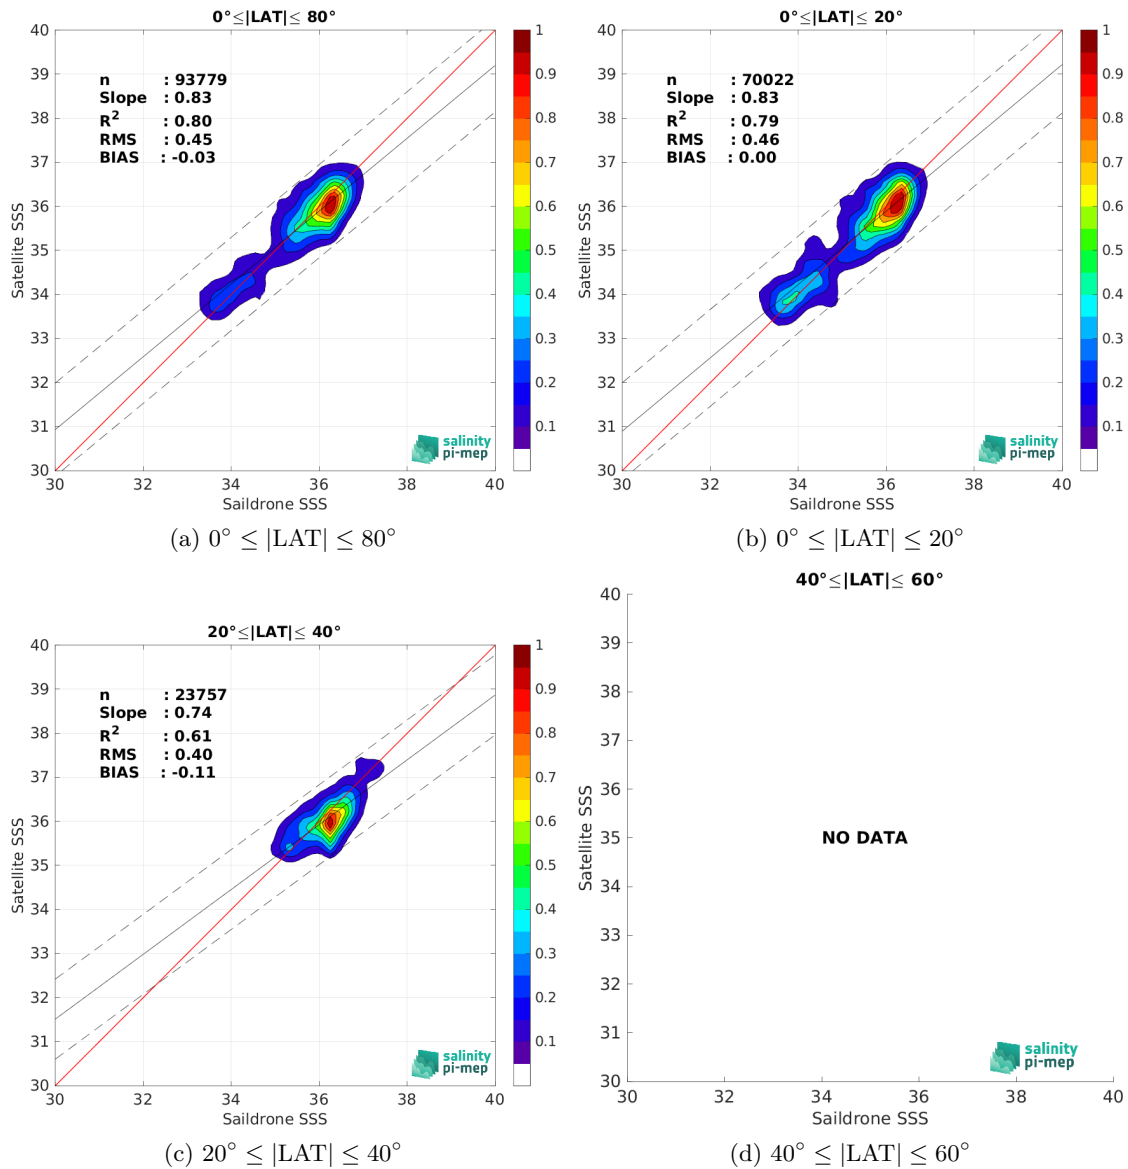 0°≤|LAT|≤ 80°
40
39
38
37
36
35
34
33
32
31
30
n : 93779
Slope : 0.83
R2 : 0.80
RMS : 0.45
BIAS : -0.03
Satellite SSS
30 32 34 36 38 40
Saildrone SSS
1
0.9
0.8
0.7
0.6
0.5
0.4
0.3
0.2
0.1
salinity
pi-mep
(a) 0° ≤ |LAT| ≤ 80°
0°≤|LAT|≤ 20°
40
39
38
37
36
35
34
33
32
31
30
n : 70022
Slope : 0.83
R2 : 0.79
RMS : 0.46
BIAS : 0.00
Satellite SSS
30 32 34 36 38 40
Saildrone SSS
1
0.9
0.8
0.7
0.6
0.5
0.4
0.3
0.2
0.1
salinity
pi-mep
(b) 0° ≤ |LAT| ≤ 20°
20°≤|LAT|≤ 40°
40
39
38
37
36
35
34
33
32
31
30
n : 23757
Slope : 0.74
R2 : 0.61
RMS : 0.40
BIAS : -0.11
Satellite SSS
30 32 34 36 38 40
Saildrone SSS
1
0.9
0.8
0.7
0.6
0.5
0.4
0.3
0.2
0.1
salinity
pi-mep
(c) 20° ≤ |LAT| ≤ 40°
40°≤|LAT|≤ 60°
40
39
38
37
36
35
34
33
32
31
30
NO DATA
Satellite SSS
30 32 34 36 38 40
Saildrone SSS
salinity
pi-mep
(d) 40° ≤ |LAT| ≤ 60°